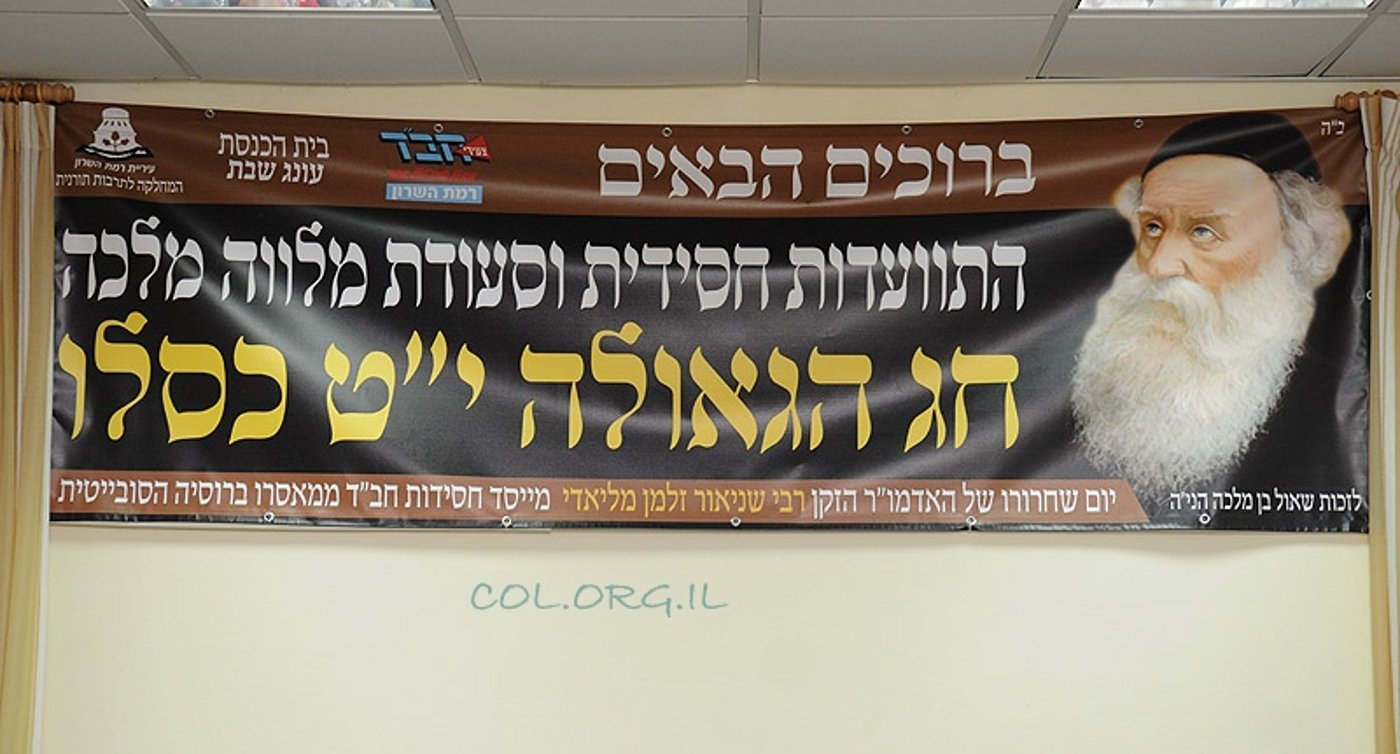 ב"ה
ברוכים הבאים
צעירי חב"ד
רמת השרון
בית הכנסת
עונג שבת
עיריית רמת השרון
המחלקה לתרבות תורנית
התוועדות חסידית וסעודת מלווה מלכה
חג הגאולה י"ט כסלו
יום שחרורו של האדמו"ר הזקן רבי שניאור זלמן מליאדי מייסד חסידות חב"ד ממאסרו ברוסיה הסובייטית
לזכות שאול בן מלכה הני"ה
COL.ORG.IL